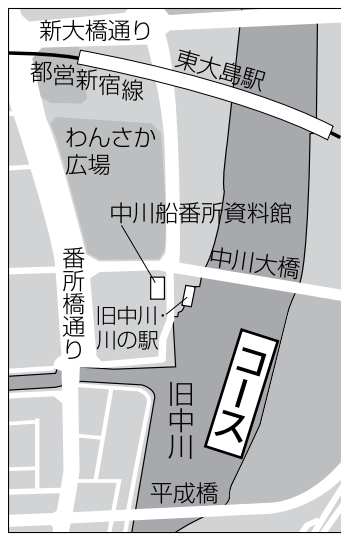 新大橋通り
都営新宿線
東大島駅
わんさか
広場
中川船番所資料館
中川大橋
番所橋通り
旧中川・
川の駅
コース
旧中川
平成橋